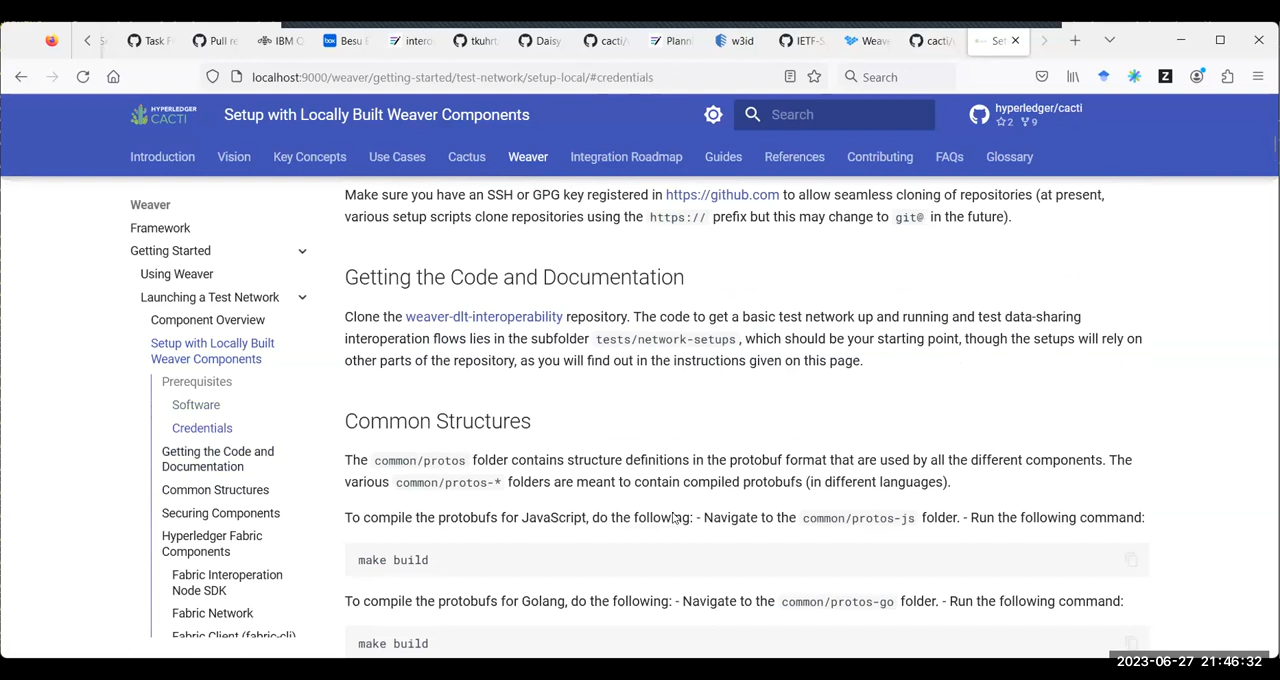 Task F
Pull re
IBM Q
Besu E
intero
tkuhrt
Daisy
cacti/
Planni
w3id
IETF-S
Weave
cacti/
Set
localhost:9000/weaver/getting-started/test-network/setup-local/#credentials
Search
HYPERLEDGER
CACTI
Setup with Locally Built Weaver Components
Search
hyperledger/cacti
2 9
Introduction Vision Key Concepts Use Cases Cactus Weaver Integration Roadmap Guides References Contributing FAQs Glossary
Weaver
Framework
Getting Started
Using Weaver
Launching a Test Network
Component Overview
Setup with Locally Built
Weaver Components
Prerequisites
Software
Credentials
Getting the Code and
Documentation
Common Structures
Securing Components
Hyperledger Fabric
Components
Fabric Interoperation
Node SDK
Fabric Network
Fabric Client (fabric-cli)
Make sure you have an SSH or GPG key registered in https://github.com to allow seamless cloning of repositories (at present,
various setup scripts clone repositories using the https:// prefix but this may change to git@ in the future).
Getting the Code and Documentation
Clone the weaver-dlt-interoperability repository. The code to get a basic test network up and running and test data-sharing
interoperation flows lies in the subfolder tests/network-setups, which should be your starting point, though the setups will rely on
other parts of the repository, as you will find out in the instructions given on this page.
Common Structures
The common/protos folder contains structure definitions in the protobuf format that are used by all the different components. The
various common/protos-* folders are meant to contain compiled protobufs (in different languages).
To compile the protobufs for JavaScript, do the following: - Navigate to the common/protos-js folder. - Run the following command:
make build
To compile the protobufs for Golang, do the following: - Navigate to the common/protos-go folder. - Run the following command:
make build
2023-06-27 21:46:32